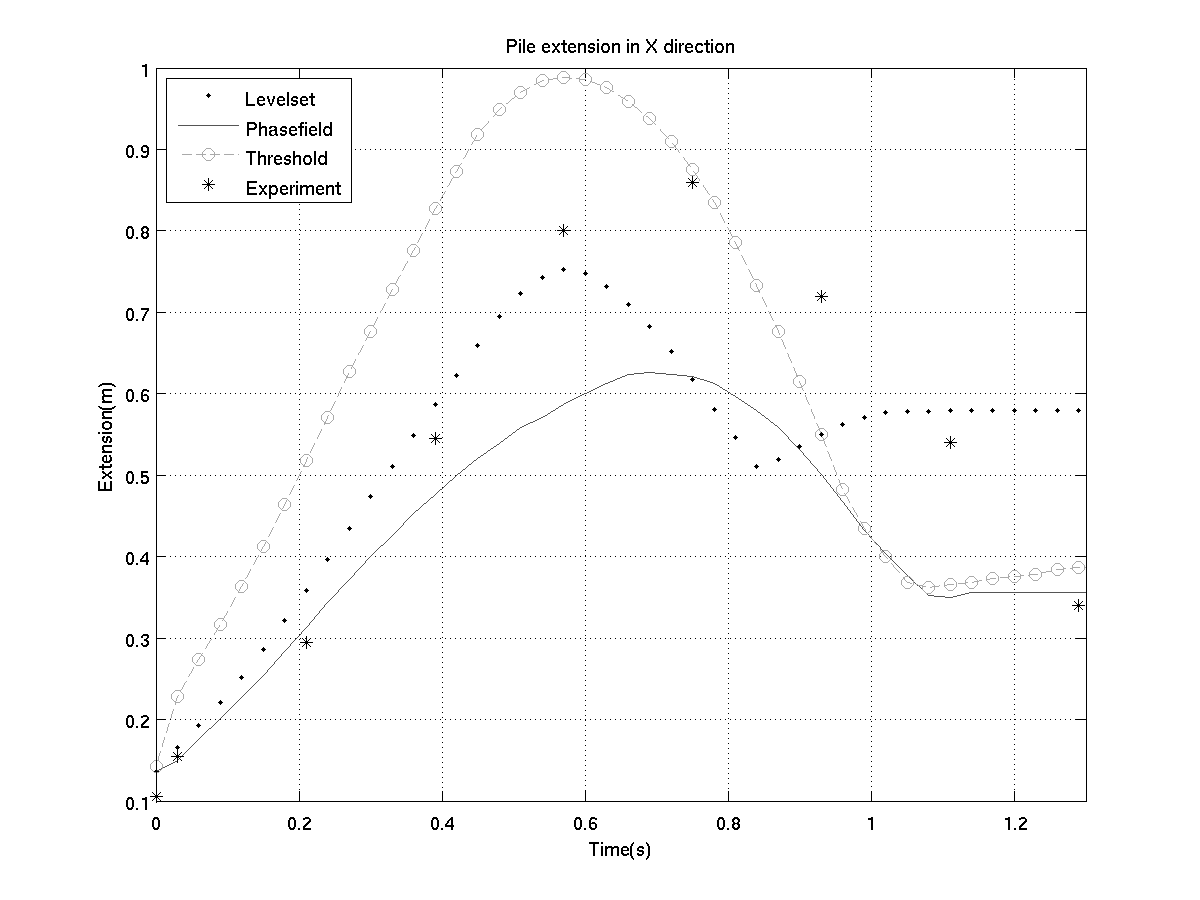 Pile extension in X direction
Levelset
Phasefield
Threshold
Experiment
1
0.9
0.8
0.7
0.6
0.5
0.4
0.3
0.2
0.1
Extension(m)
0 0.2 0.4 0.6 0.8 1 1.2
Time(s)